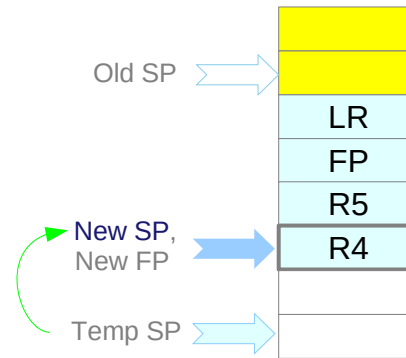 Old SP
LR
FP
R5
New SP,
New FP
R4
Temp SP